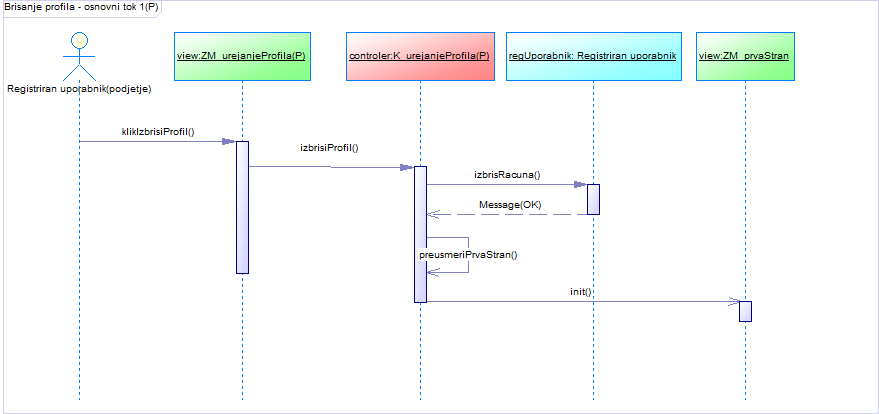 Brisanje profila - osnovni tok 1(P)
Registriran uporabnik(podjetje)
view:ZM_urejanjeProfila(P)
controler:K_urejanjeProfila(P)
regUporabnik: Registriran uporabnik
view:ZM_prvaStran
klikIzbrisiProfil()
izbrisiProfil()
izbrisRacuna()
Message(OK)
preusmeriPrvaStran()
init()